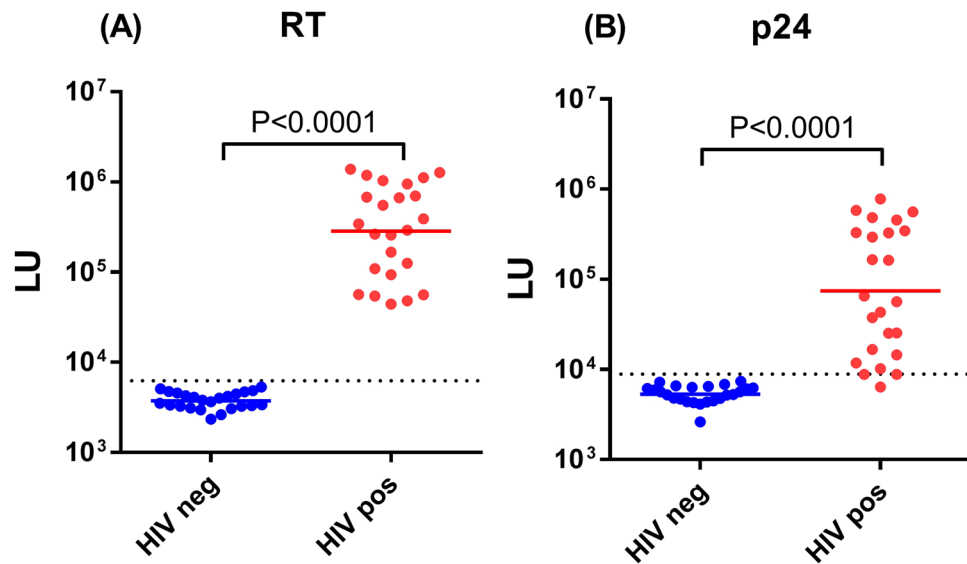 (A) RT
P<0.0001
LU
10⁷
10⁶
10⁵
10⁴
10³
HIV neg
HIV pos
(B) p24
P<0.0001
LU
10⁷
10⁶
10⁵
10⁴
10³
HIV neg
HIV pos